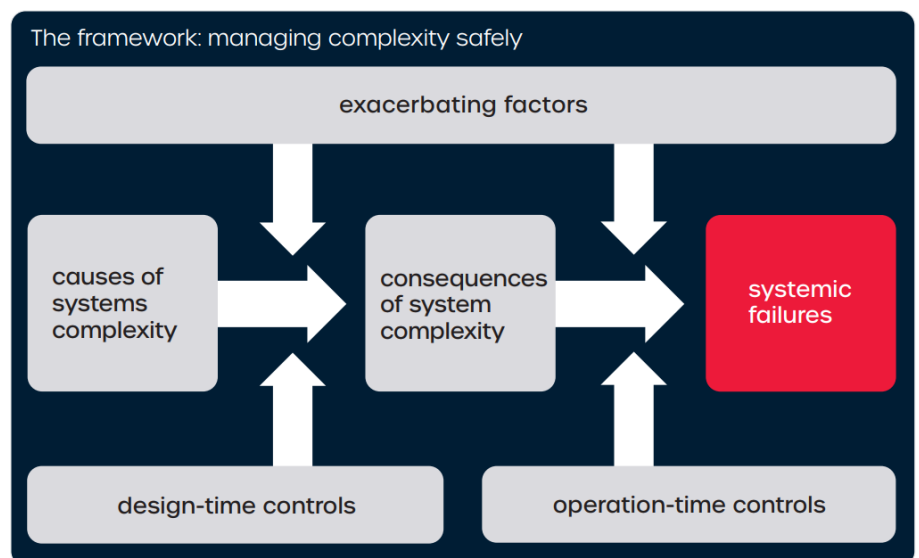 The framework: managing complexity safely
exacerbating factors
causes of
systems
complexity
consequences
of system
complexity
systemic
failures
design-time controls
operation-time controls